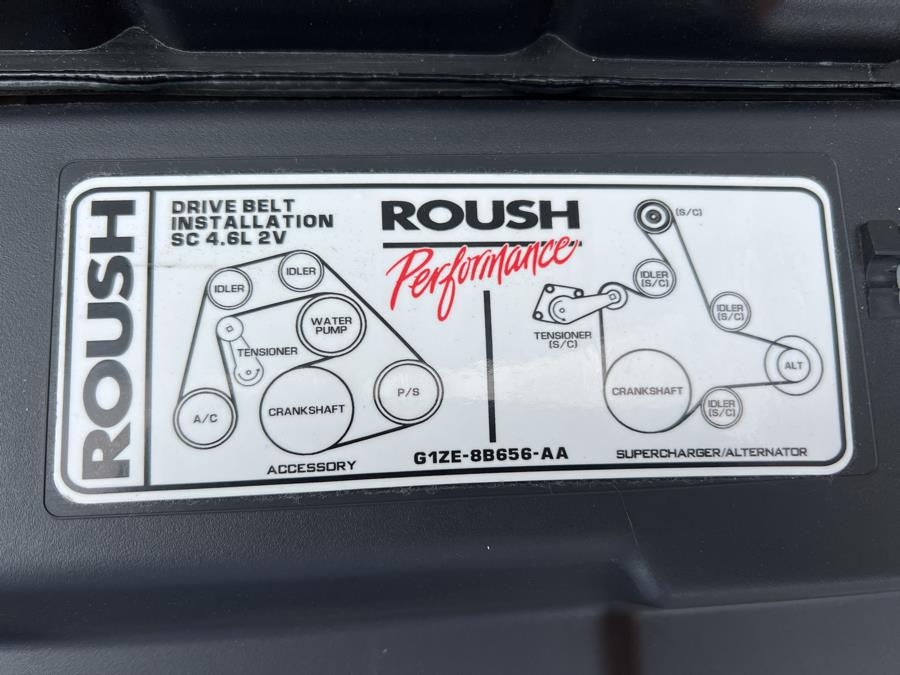 ROUSH
DRIVE BELT
INSTALLATION
SC 4.6L 2V
IDLER
IDLER
WATER
PUMP
TENSIONER
A/C
CRANKSHAFT
P/S
ACCESSORY
ROUSH
Performance
G1ZE-8B656-AA
(S/C)
IDLER
(S/C)
TENSIONER
(S/C)
IDLER
(S/C)
ALT
CRANKSHAFT
IDLER
(S/C)
SUPERCHARGER/ALTERNATOR